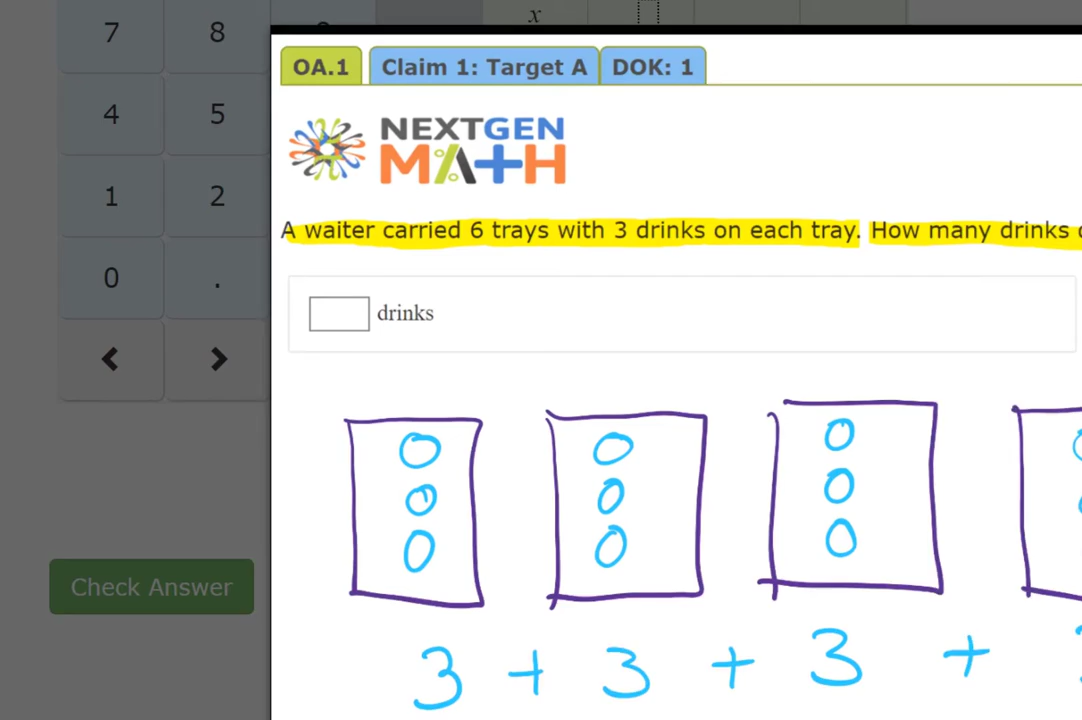 7 8
x
4 5
1 2
0 .
Check Answer
OA.1 Claim 1: Target A DOK: 1
NEXTGEN
MATH
A waiter carried 6 trays with 3 drinks on each tray. How many drinks
drinks
3 + 3 + 3 +